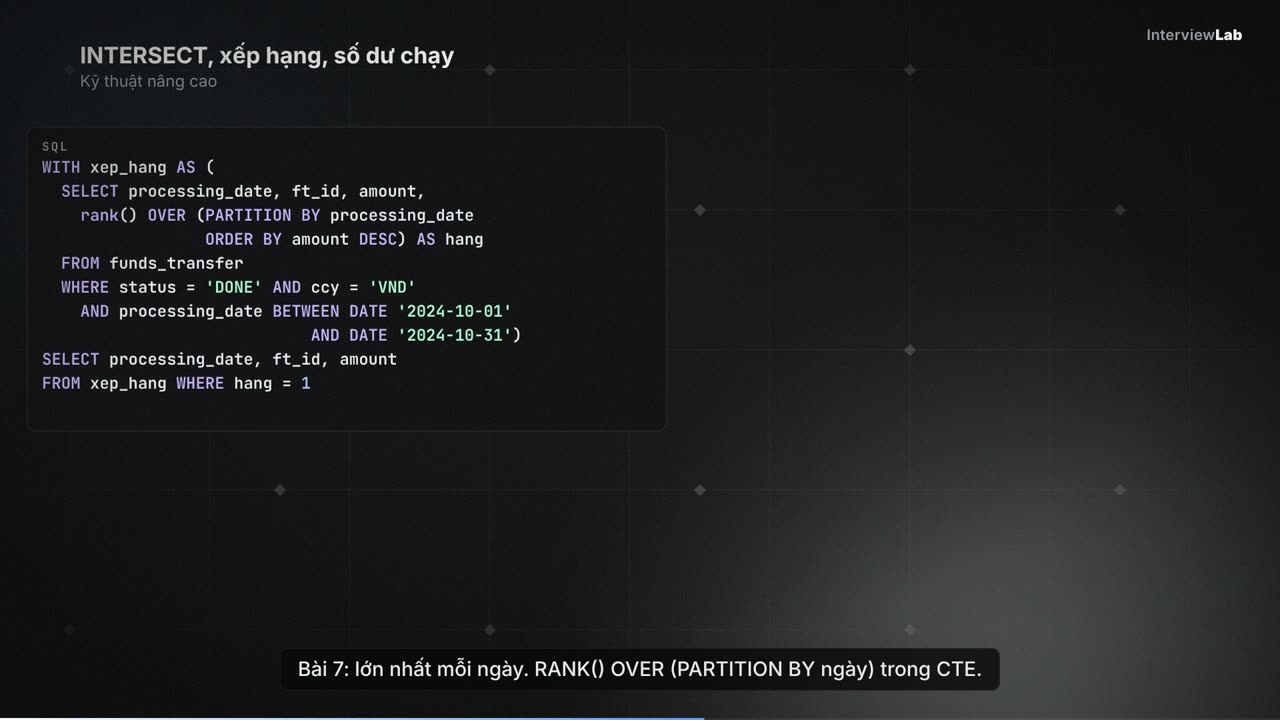 INTERSECT, xếp hạng, số dư chạy
Kỹ thuật nâng cao
InterviewLab
SQL
WITH xep_hang AS (
  SELECT processing_date, ft_id, amount,
    rank() OVER (PARTITION BY processing_date
                 ORDER BY amount DESC) AS hang
  FROM funds_transfer
  WHERE status = 'DONE' AND ccy = 'VND'
    AND processing_date BETWEEN DATE '2024-10-01'
                            AND DATE '2024-10-31')
SELECT processing_date, ft_id, amount
FROM xep_hang WHERE hang = 1
Bài 7: lớn nhất mỗi ngày. RANK() OVER (PARTITION BY ngày) trong CTE.